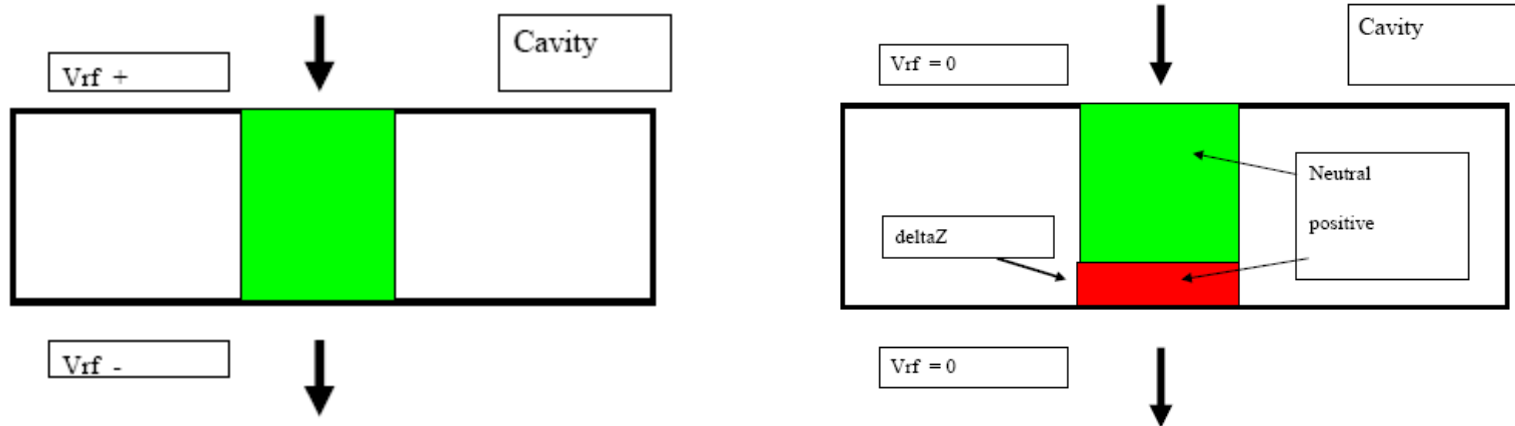 Cavity
Vrf +
Vrf -
Cavity
Vrf = 0
Neutral
positive
deltaZ
Vrf = 0